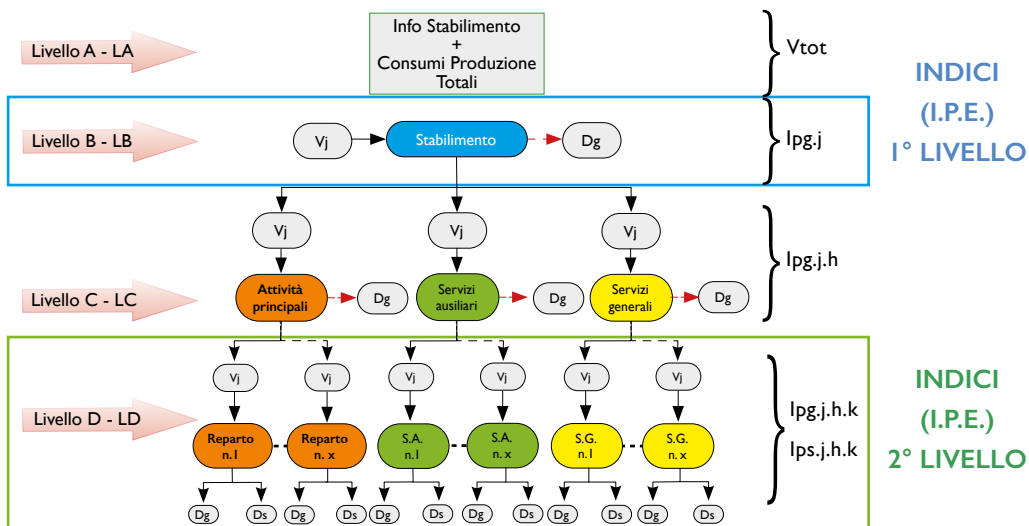 Livello A - LA
Info Stabilimento
+
Consumi Produzione
Totali
Vtot
INDICI
(I.P.E.)
1° LIVELLO
Livello B - LB
Vj
Stabilimento
Dg
Ipg.j
Vj
Vj
Vj
Ipg.j.h
Livello C - LC
Attività
principali
Dg
Servizi
ausiliari
Dg
Servizi
generali
Dg
Vj
Vj
Vj
Vj
Vj
Vj
Livello D - LD
Reparto
n.1
Reparto
n. x
S.A.
n.1
S.A.
n. x
S.G.
n.1
S.G.
n. x
Dg
Ds
Dg
Ds
Dg
Ds
Dg
Ds
Dg
Ds
Dg
Ds
Ipg.j.h.k
Ips.j.h.k
INDICI
(I.P.E.)
2° LIVELLO